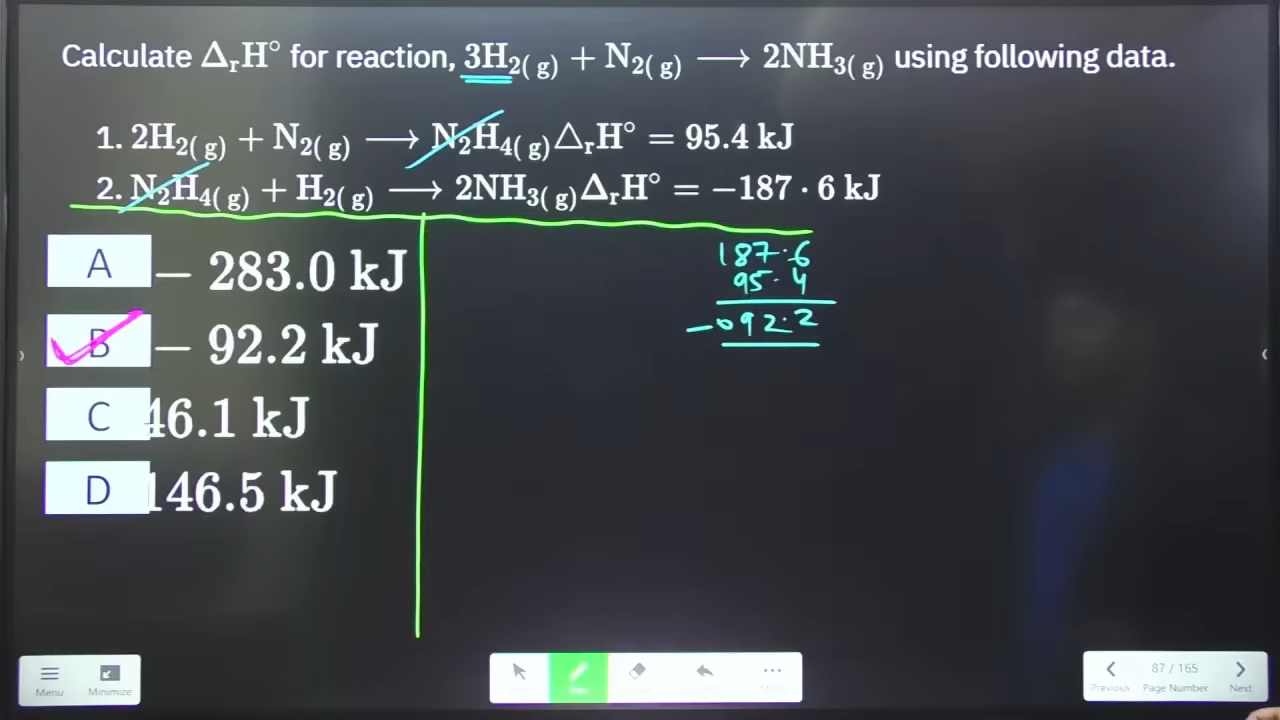 Calculate ΔᵣH° for reaction, 3H₂( g) + N₂( g) ⟶ 2NH₃( g) using following data.
1. 2H₂( g) + N₂( g) ⟶ N₂H₄( g)△ᵣH° = 95.4 kJ
2. N₂H₄( g) + H₂( g) ⟶ 2NH₃( g)ΔᵣH° = −187 · 6 kJ
A − 283.0 kJ
B − 92.2 kJ
C 46.1 kJ
D 146.5 kJ
187.6
95.4
−092.2
Menu
Minimize
Previous
87 / 165
Page Number
Next